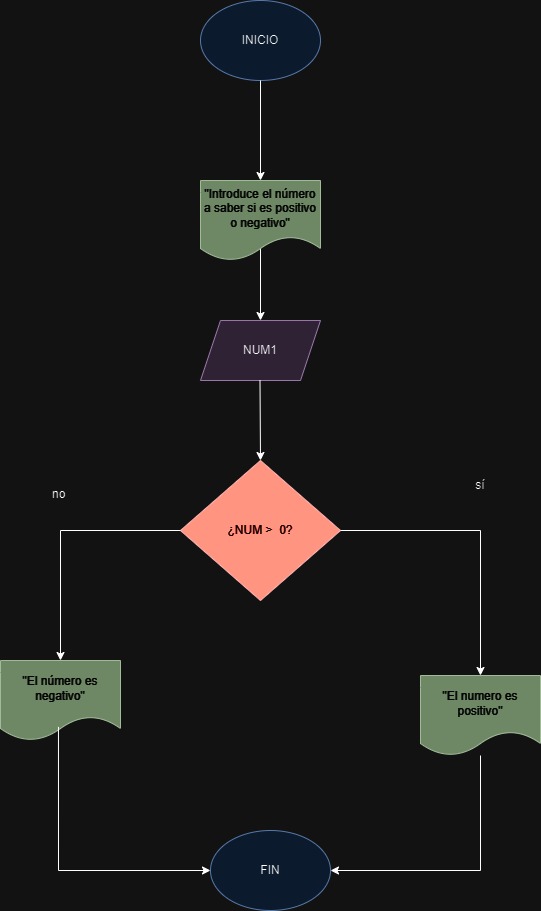 INICIO
"Introduce el número
a saber si es positivo
o negativo"
NUM1
no
sí
¿NUM > 0?
"El número es
negativo"
"El numero es
positivo"
FIN